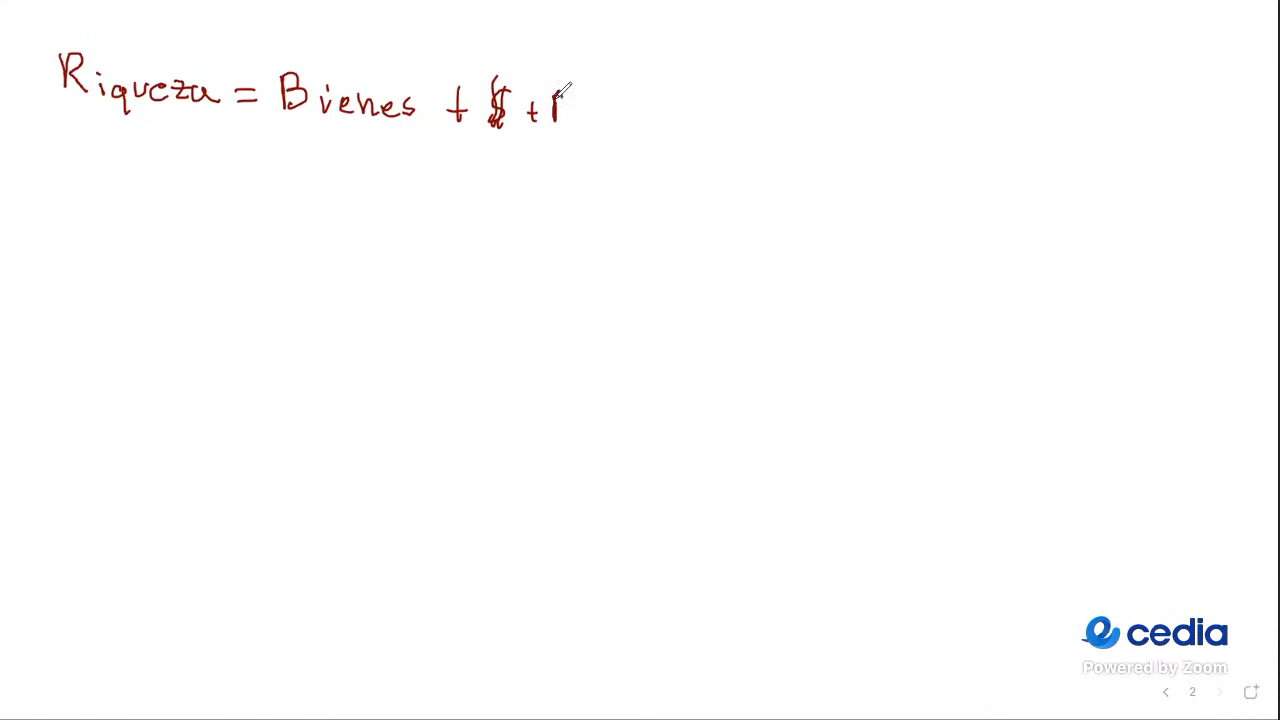 Riqueza = Bienes + $ +
cedia
Powered by Zoom
2